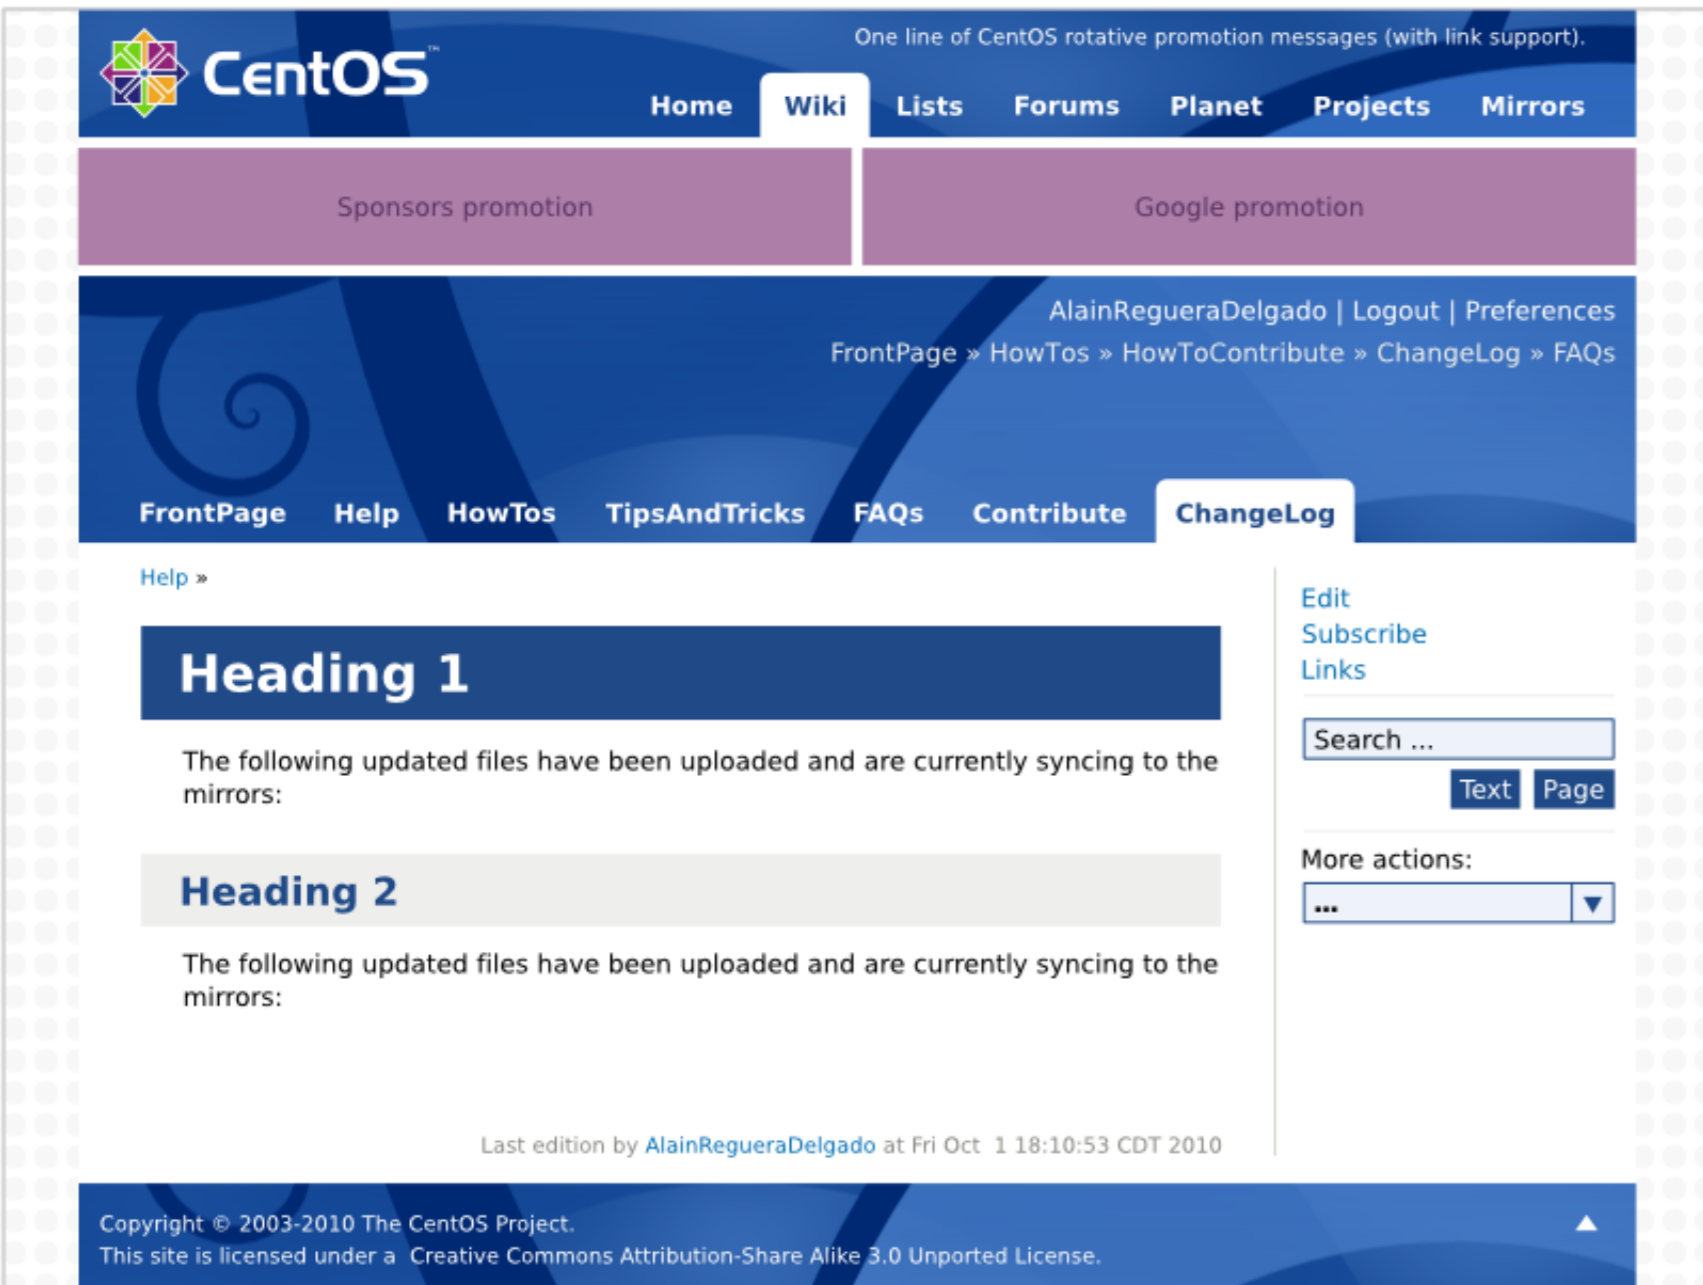 CentOS™
One line of CentOS rotative promotion messages (with link support).
Home Wiki Lists Forums Planet Projects Mirrors
Sponsors promotion
Google promotion
AlainRegueraDelgado | Logout | Preferences
FrontPage » HowTos » HowToContribute » ChangeLog » FAQs
FrontPage Help HowTos TipsAndTricks FAQs Contribute ChangeLog
Help »
Heading 1
The following updated files have been uploaded and are currently syncing to the
mirrors:
Heading 2
The following updated files have been uploaded and are currently syncing to the
mirrors:
Last edition by AlainRegueraDelgado at Fri Oct  1 18:10:53 CDT 2010
Edit
Subscribe
Links
Search ...
Text Page
More actions:
...
Copyright © 2003-2010 The CentOS Project.
This site is licensed under a  Creative Commons Attribution-Share Alike 3.0 Unported License.